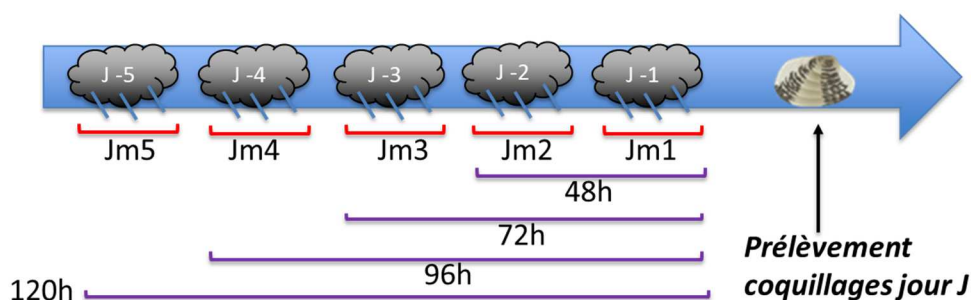 J -5 J -4 J -3 J -2 J -1
Jm5 Jm4 Jm3 Jm2 Jm1
48h
72h
96h
120h
Prélèvement
coquillages jour J